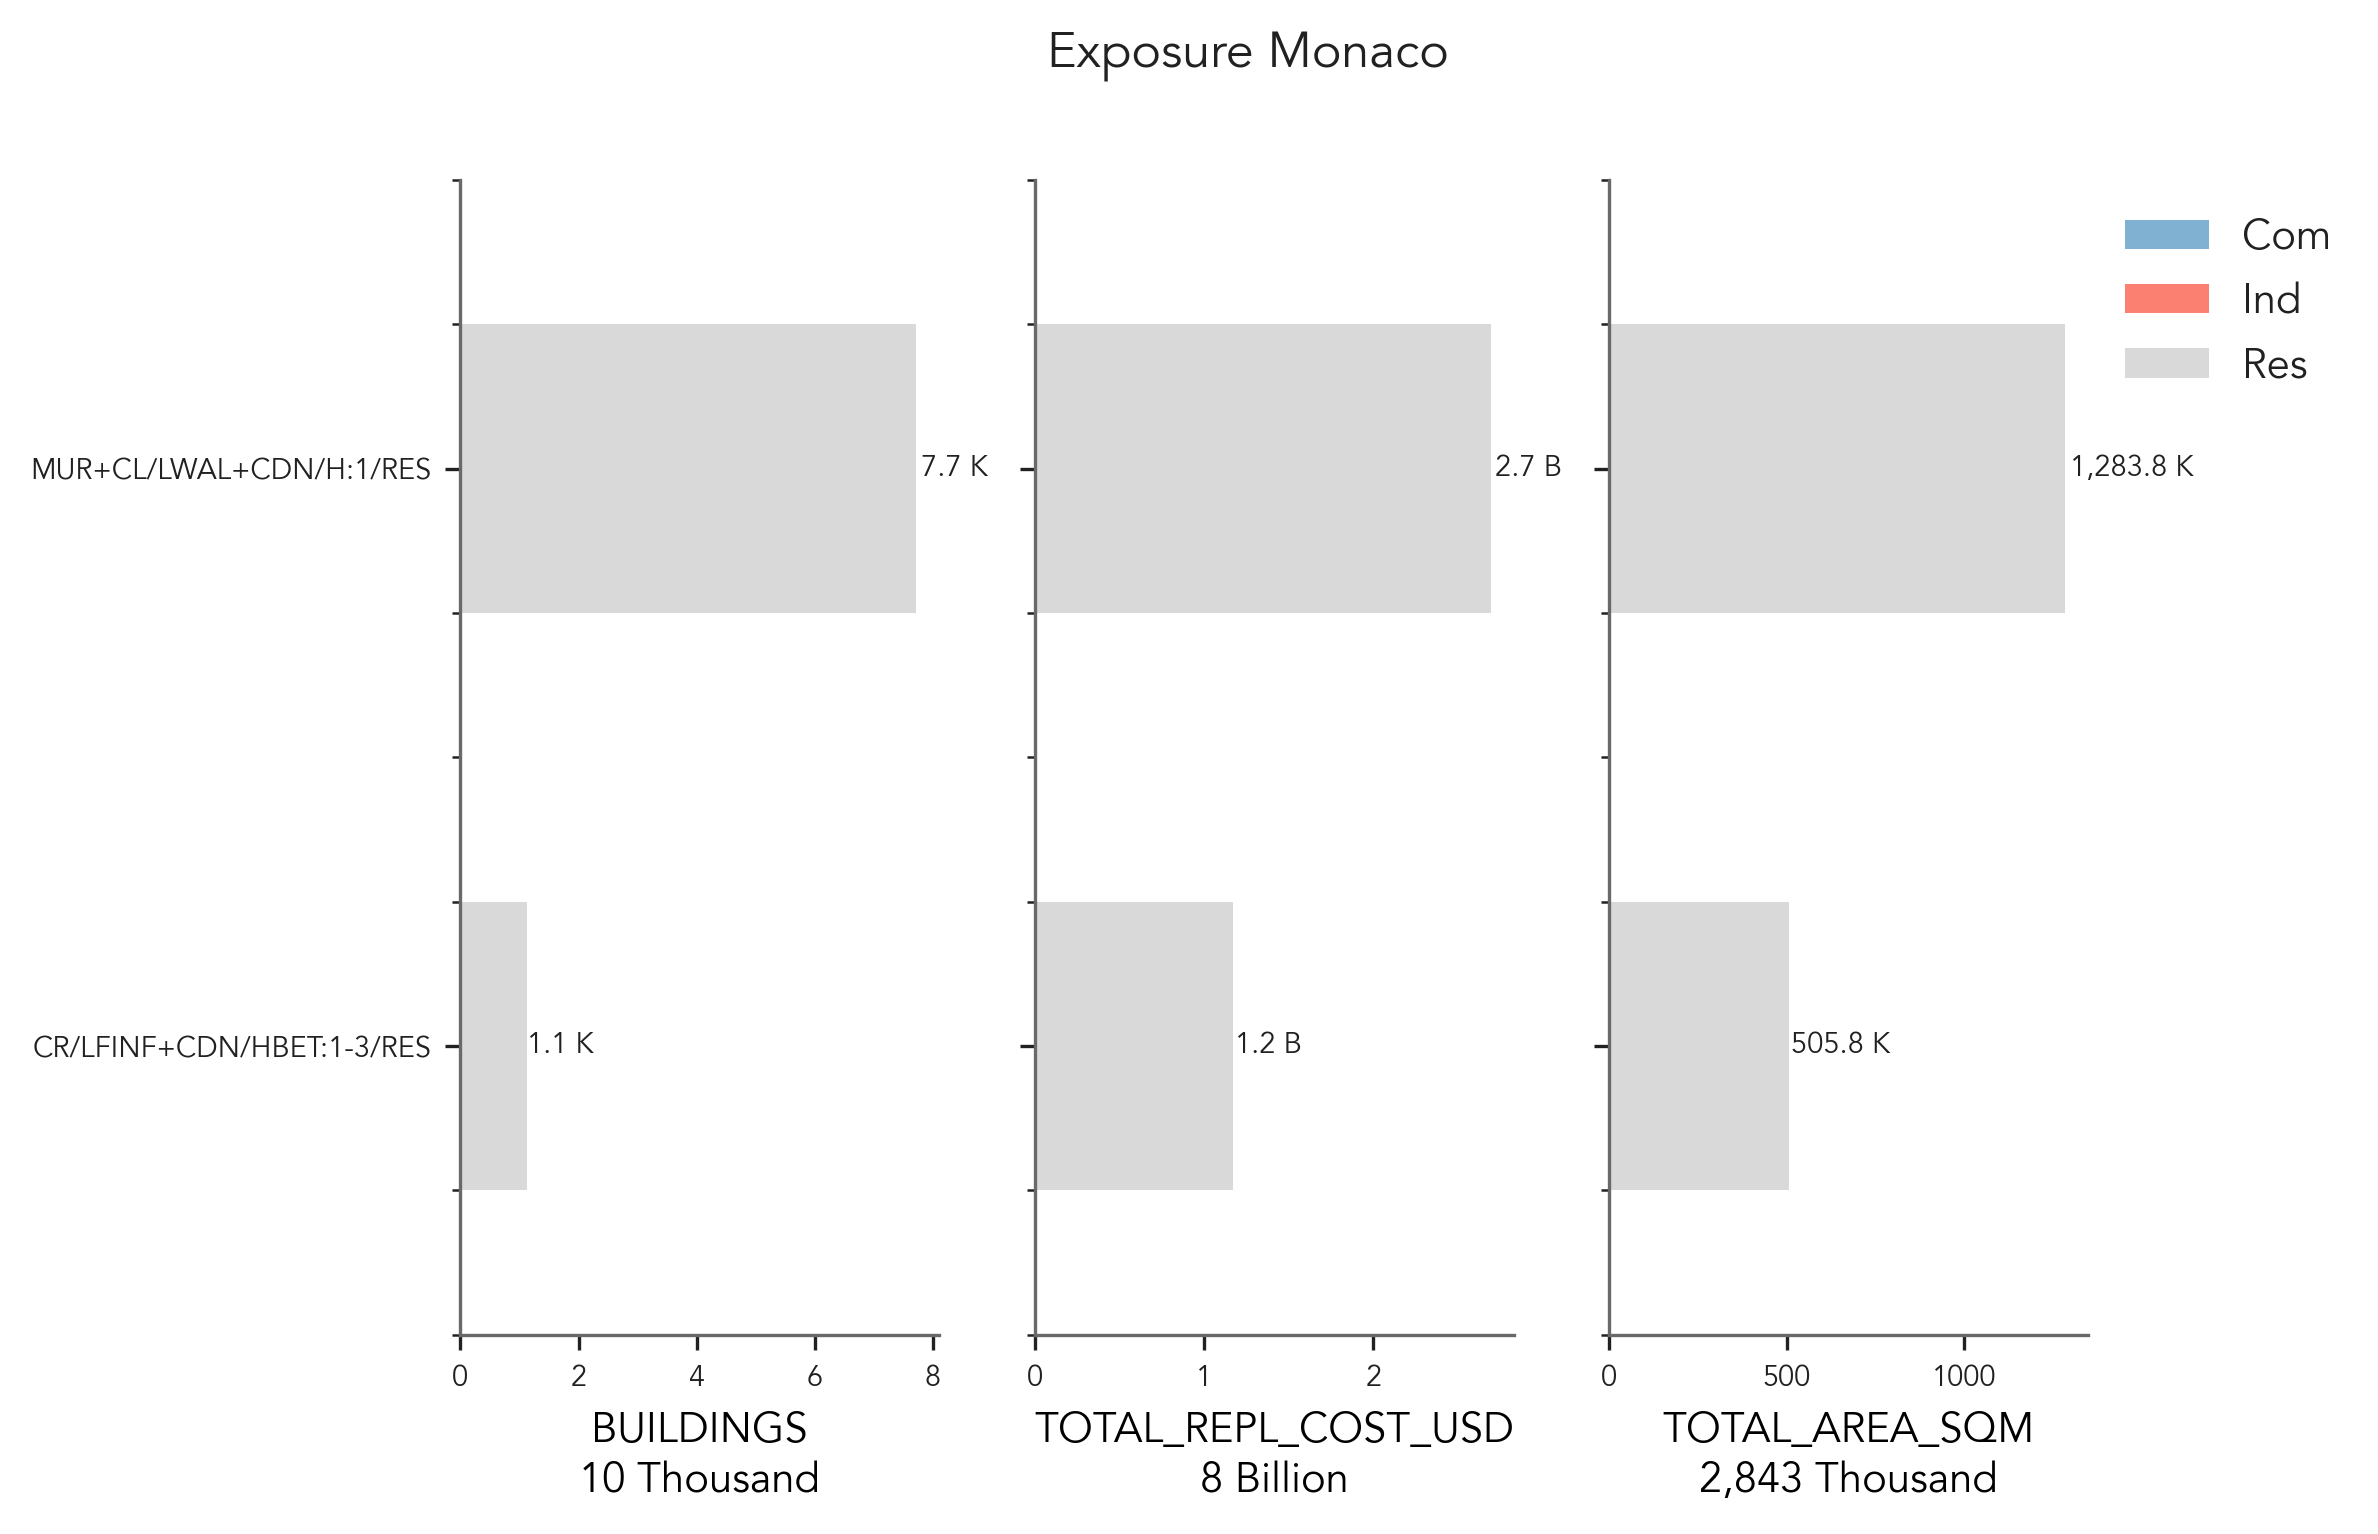 Exposure Monaco
Com
Ind
Res
MUR+CL/LWAL+CDN/H:1/RES
7.7 K
2.7 B
1,283.8 K
CR/LFINF+CDN/HBET:1-3/RES
1.1 K
1.2 B
505.8 K
0 2 4 6 8
0 1 2
0 500 1000
BUILDINGS
10 Thousand
TOTAL_REPL_COST_USD
8 Billion
TOTAL_AREA_SQM
2,843 Thousand